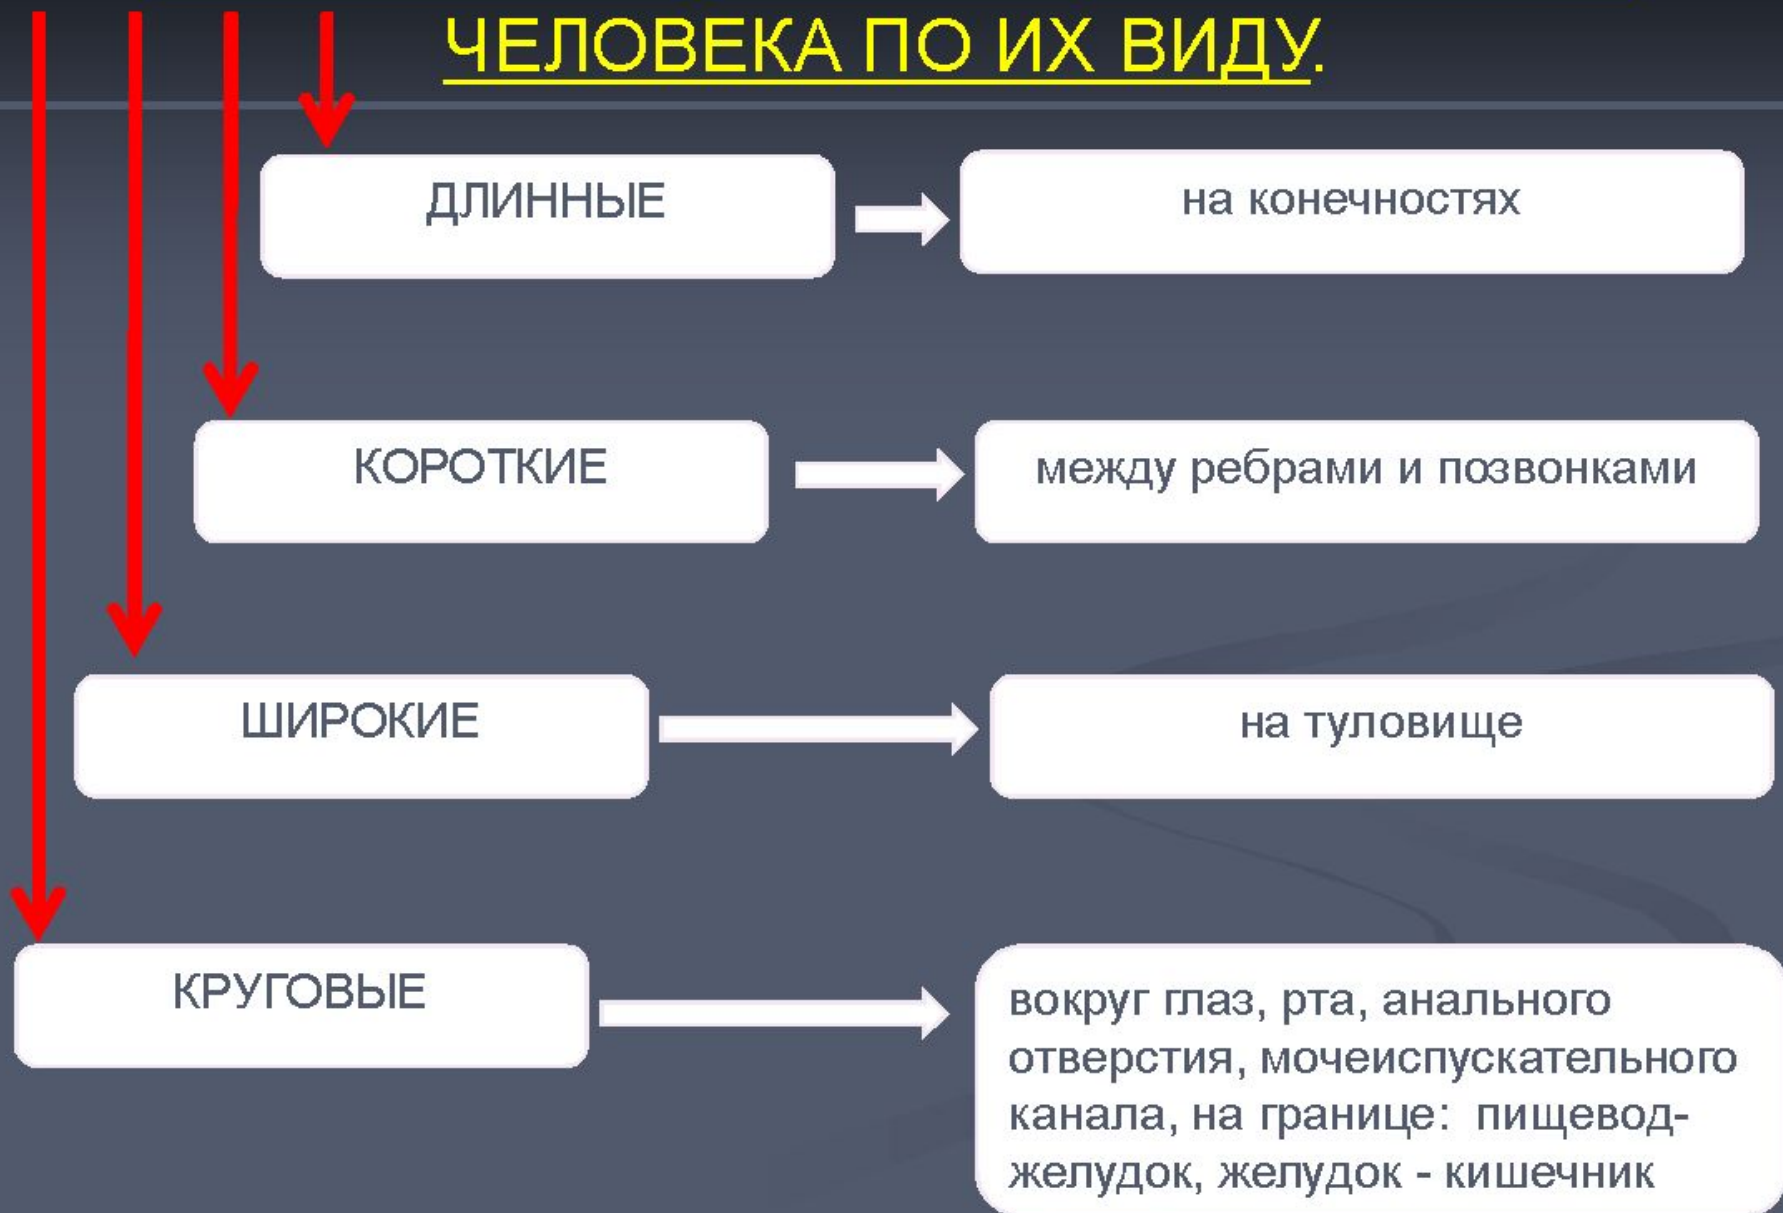 ЧЕЛОВЕКА ПО ИХ ВИДУ.
ДЛИННЫЕ
на конечностях
КОРОТКИЕ
между ребрами и позвонками
ШИРОКИЕ
на туловище
КРУГОВЫЕ
вокруг глаз, рта, анального
отверстия, мочеиспускательного
канала, на границе: пищевод-
желудок, желудок - кишечник